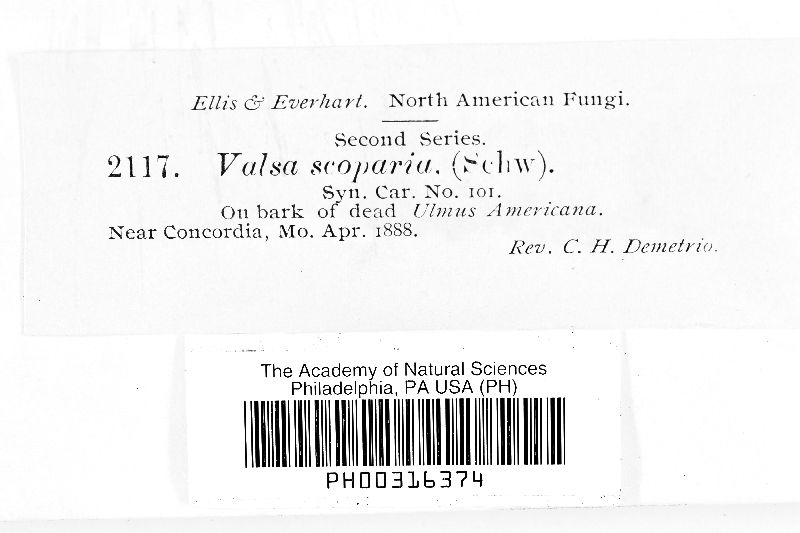 Ellis & Everhart. North American Fungi.
Second Series.
2117. Valsa scoparia. (Schw).
Syn. Car. No. 101.
On bark of dead Ulmus Americana.
Near Concordia, Mo. Apr. 1888.
Rev. C. H. Demetrio.
The Academy of Natural Sciences
Philadelphia, PA USA (PH)
PH00316374